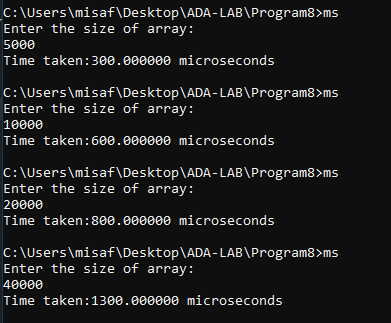 C:\Users\misaf\Desktop\ADA-LAB\Program8>ms
Enter the size of array:
5000
Time taken:300.000000 microseconds
C:\Users\misaf\Desktop\ADA-LAB\Program8>ms
Enter the size of array:
10000
Time taken:600.000000 microseconds
C:\Users\misaf\Desktop\ADA-LAB\Program8>ms
Enter the size of array:
20000
Time taken:800.000000 microseconds
C:\Users\misaf\Desktop\ADA-LAB\Program8>ms
Enter the size of array:
40000
Time taken:1300.000000 microseconds